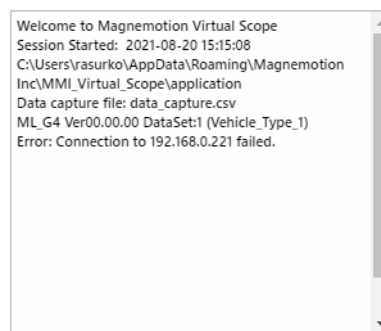 Welcome to Magnemotion Virtual Scope
Session Started:  2021-08-20 15:15:08
C:\Users\rasurko\AppData\Roaming\Magnemotion
Inc\MMI_Virtual_Scope\application
Data capture file: data_capture.csv
ML_G4 Ver00.00.00 DataSet:1 (Vehicle_Type_1)
Error: Connection to 192.168.0.221 failed.